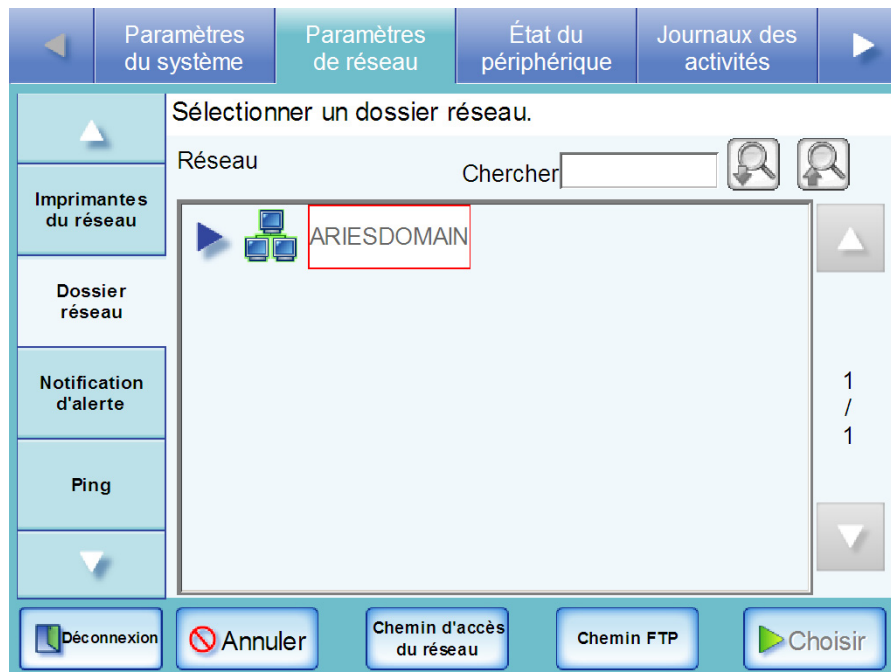 Paramètres
du système
Paramètres
de réseau
État du
périphérique
Journaux des
activités
Sélectionner un dossier réseau.
Réseau
Chercher
Imprimantes
du réseau
Dossier
réseau
Notification
d'alerte
Ping
ARIESDOMAIN
1
/
1
Déconnexion
Annuler
Chemin d'accès
du réseau
Chemin FTP
Choisir